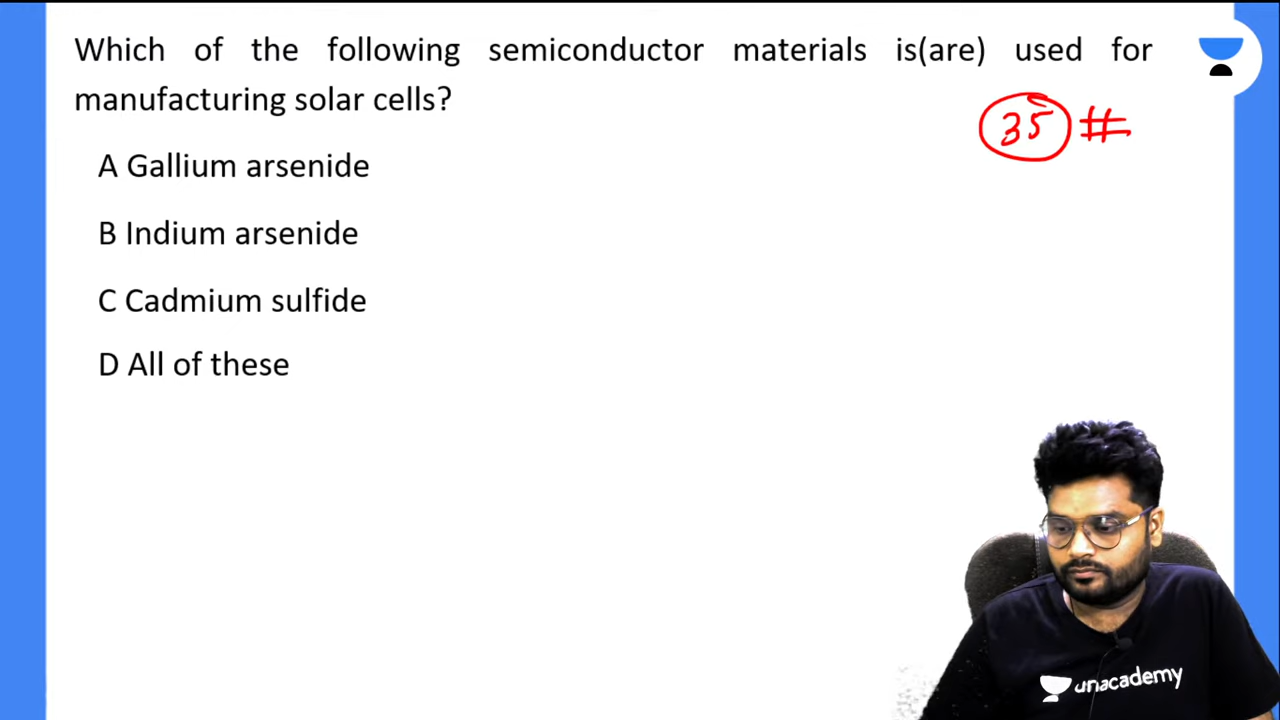 Which of the following semiconductor materials is(are) used for
manufacturing solar cells?
35 #
A Gallium arsenide
B Indium arsenide
C Cadmium sulfide
D All of these
unacademy